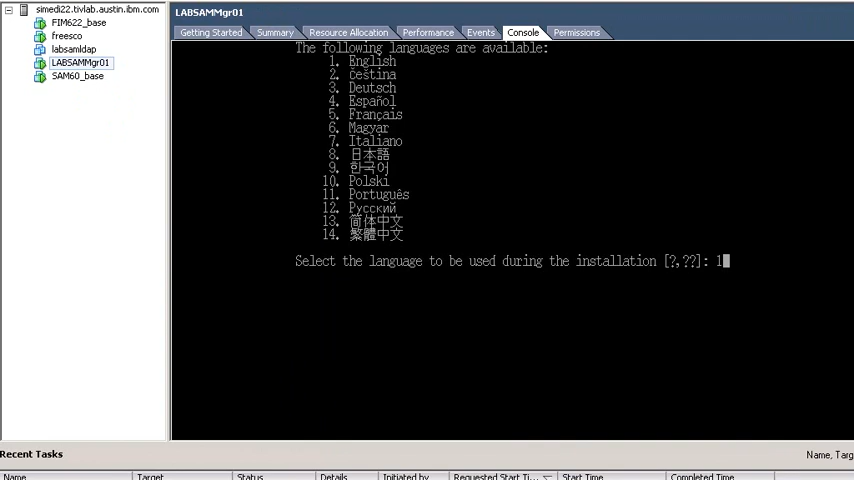 simedi22.tivlab.austin.ibm.com
FIM622_base
freesco
labsamldap
LABSAMMgr01
SAM60_base
LABSAMMgr01
Getting Started Summary Resource Allocation Performance Events Console Permissions
The following languages are available:
1. English
2. čeština
3. Deutsch
4. Español
5. Français
6. Magyar
7. Italiano
8. 日本語
9. 한국어
10. Polski
11. Português
12. Русский
13. 简体中文
14. 繁體中文
Select the language to be used during the installation [?,??]: 1
Recent Tasks
Name, Targ
Name Target Status Details Initiated by Requested Start Ti... Start Time Completed Time